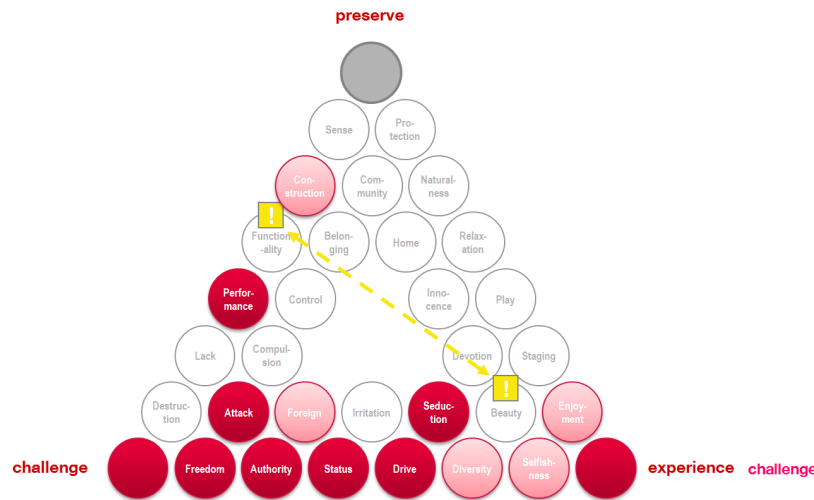 preserve
Sense
Pro-
tection
Con-
struction
Com-
munity
Natural-
ness
!
Function
-ality
Belon-
ging
Home
Relax-
ation
Perfor-
mance
Control
Inno-
cence
Play
Lack
Compul-
sion
Devotion
Staging
!
Destruc-
tion
Attack
Foreign
Irritation
Seduc-
tion
Beauty
Enjoy-
ment
challenge
Freedom
Authority
Status
Drive
Diversity
Selfish-
ness
experience
challenge